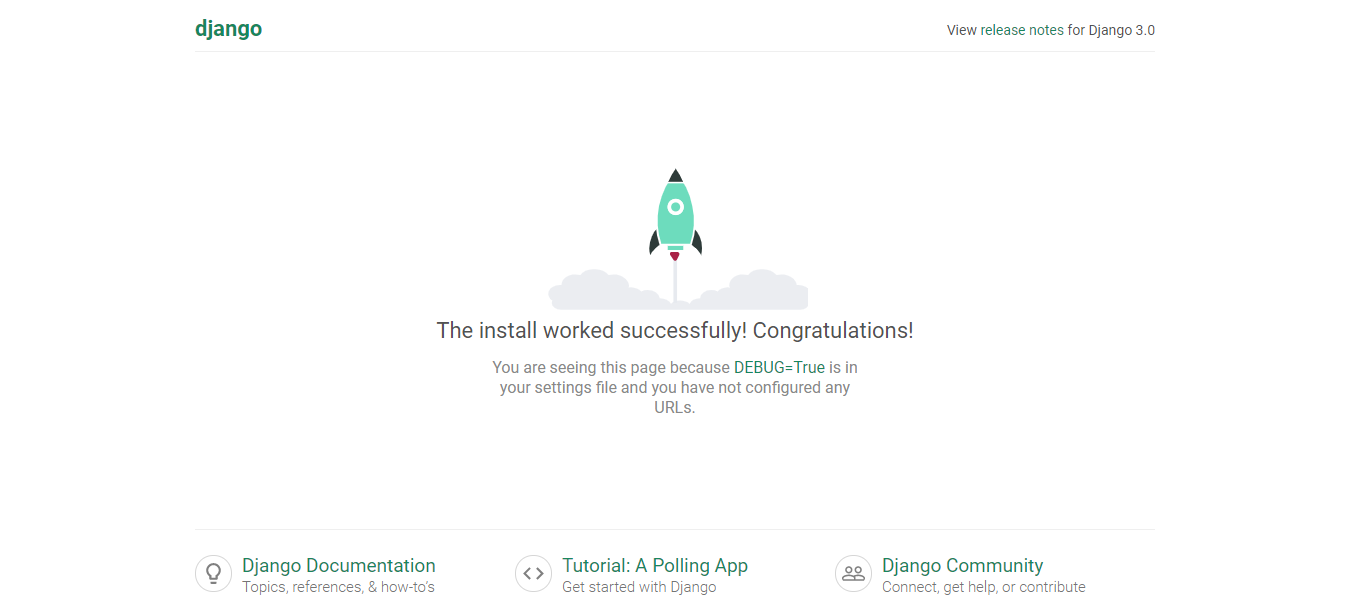 django
View release notes for Django 3.0
The install worked successfully! Congratulations!
You are seeing this page because DEBUG=True is in
your settings file and you have not configured any
URLs.
Django Documentation
Topics, references, & how-to's
Tutorial: A Polling App
Get started with Django
Django Community
Connect, get help, or contribute